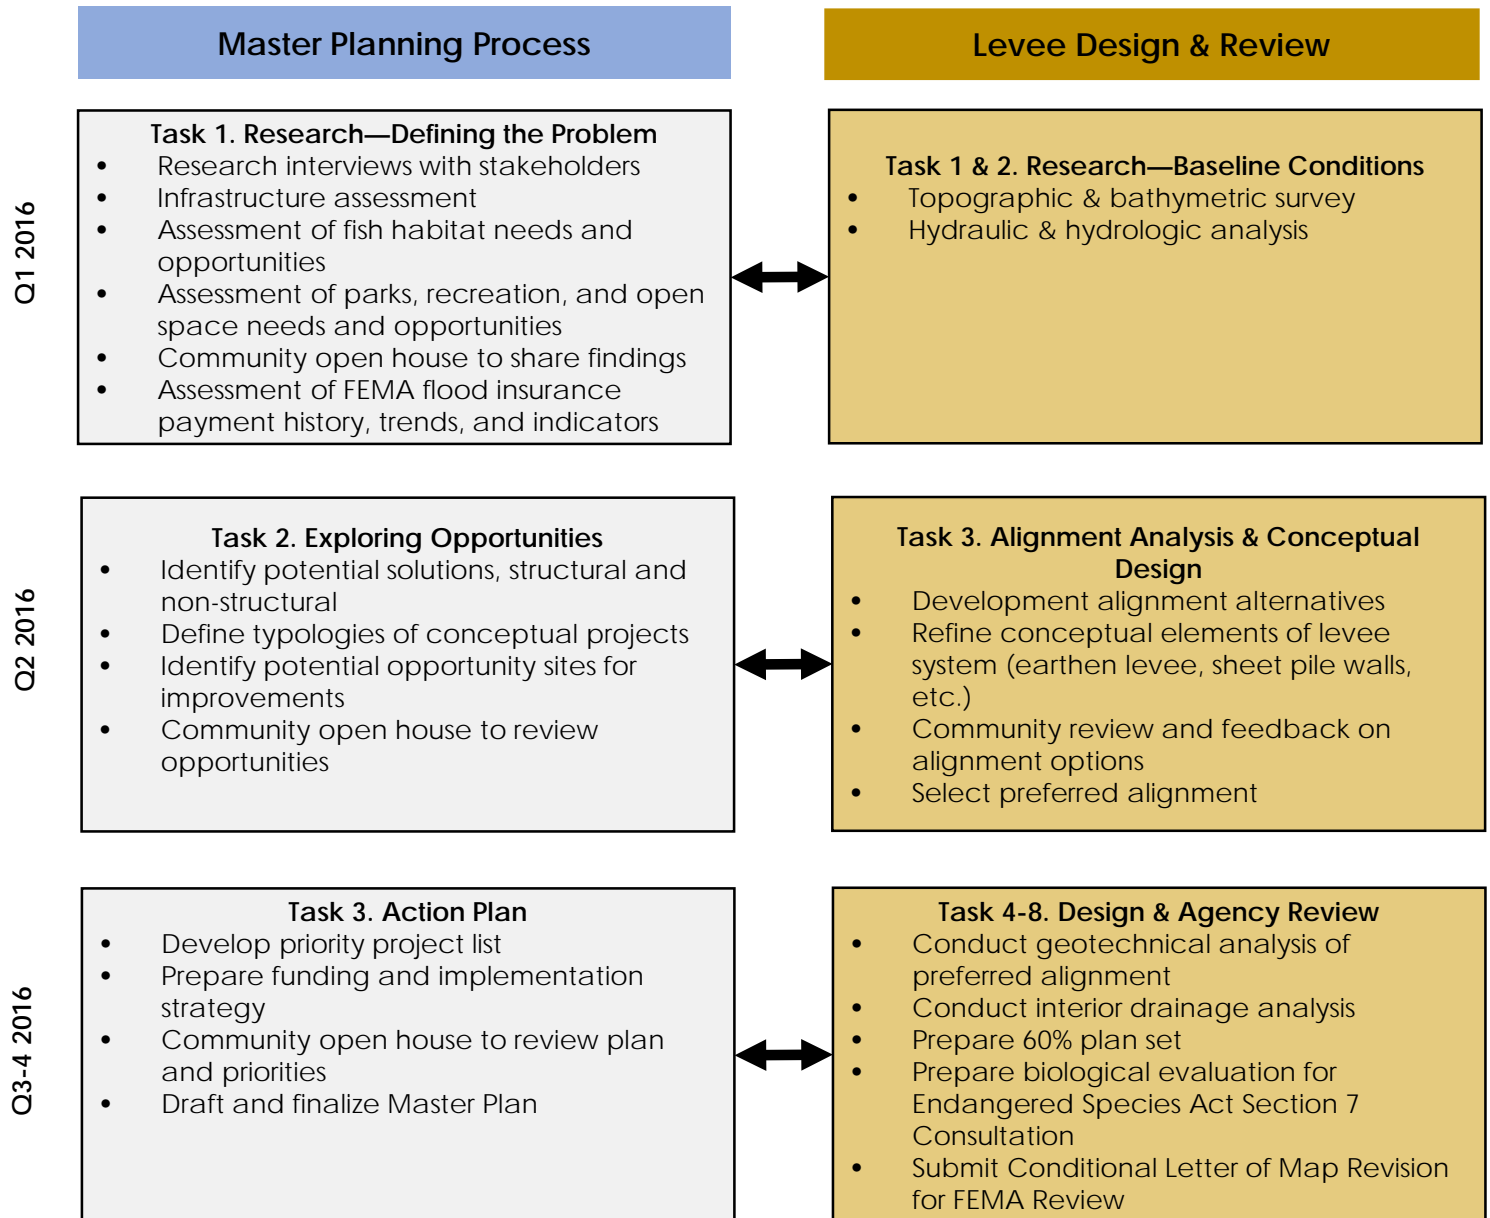 Master Planning Process
Levee Design & Review
Q1 2016
Task 1. Research—Defining the Problem
• Research interviews with stakeholders
• Infrastructure assessment
• Assessment of fish habitat needs and
opportunities
• Assessment of parks, recreation, and open
space needs and opportunities
• Community open house to share findings
• Assessment of FEMA flood insurance
payment history, trends, and indicators
Task 1 & 2. Research—Baseline Conditions
• Topographic & bathymetric survey
• Hydraulic & hydrologic analysis
Q2 2016
Task 2. Exploring Opportunities
• Identify potential solutions, structural and
non-structural
• Define typologies of conceptual projects
• Identify potential opportunity sites for
improvements
• Community open house to review
opportunities
Task 3. Alignment Analysis & Conceptual
Design
• Development alignment alternatives
• Refine conceptual elements of levee
system (earthen levee, sheet pile walls,
etc.)
• Community review and feedback on
alignment options
• Select preferred alignment
Q3-4 2016
Task 3. Action Plan
• Develop priority project list
• Prepare funding and implementation
strategy
• Community open house to review plan
and priorities
• Draft and finalize Master Plan
Task 4-8. Design & Agency Review
• Conduct geotechnical analysis of
preferred alignment
• Conduct interior drainage analysis
• Prepare 60% plan set
• Prepare biological evaluation for
Endangered Species Act Section 7
Consultation
• Submit Conditional Letter of Map Revision
for FEMA Review